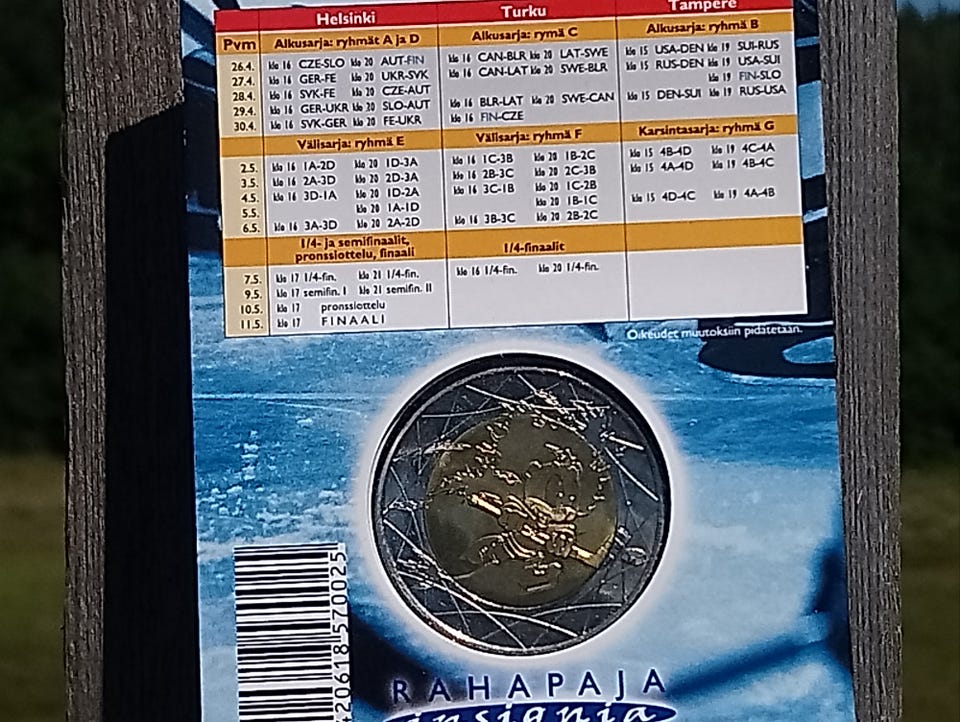 Helsinki Turku Tampere
Pvm Alkusarja: ryhmät A ja D Alkusarja: rymä C Alkusarja: ryhmä B
26.4. klo 16 CZE-SLO klo 20 AUT-FIN klo 16 CAN-BLR klo 20 LAT-SWE klo 15 USA-DEN klo 19 SUI-RUS
27.4. klo 16 GER-FE klo 20 UKR-SVK klo 16 CAN-LAT klo 20 SWE-BLR klo 15 RUS-DEN klo 19 USA-SUI
28.4. klo 16 SVK-FE klo 20 CZE-AUT klo 19 FIN-SLO
29.4. klo 16 GER-UKR klo 20 SLO-AUT klo 16 BLR-LAT klo 20 SWE-CAN klo 15 DEN-SUI klo 19 RUS-USA
30.4. klo 16 SVK-GER klo 20 FE-UKR klo 16 FIN-CZE
Välisarja: ryhmä E Välisarja: ryhmä F Karsintasarja: ryhmä G
2.5. klo 16 1A-2D klo 20 1D-3A klo 16 1C-3B klo 20 1B-2C klo 15 4B-4D klo 19 4C-4A
3.5. klo 16 2A-3D klo 20 2D-3A klo 16 2B-3C klo 20 2C-3B klo 15 4A-4D klo 19 4B-4C
4.5. klo 16 3D-1A klo 20 1D-2A klo 16 3C-1B klo 20 1C-2B
5.5. klo 20 1A-1D klo 20 1B-1C klo 15 4D-4C klo 19 4A-4B
6.5. klo 16 3A-3D klo 20 2A-2D klo 16 3B-3C klo 20 2B-2C
1/4- ja semifinaalit,
pronssiottelu, finaali 1/4-finaalit
7.5. klo 17 1/4-fin. klo 21 1/4-fin. klo 16 1/4-fin. klo 20 1/4-fin.
9.5. klo 17 semifin. I klo 21 semifin. II
10.5. klo 17 pronssiottelu
11.5. klo 17 FINAALI
Oikeudet muutoksiin pidätetään.
420618570025
RAHAPAJA
insignia